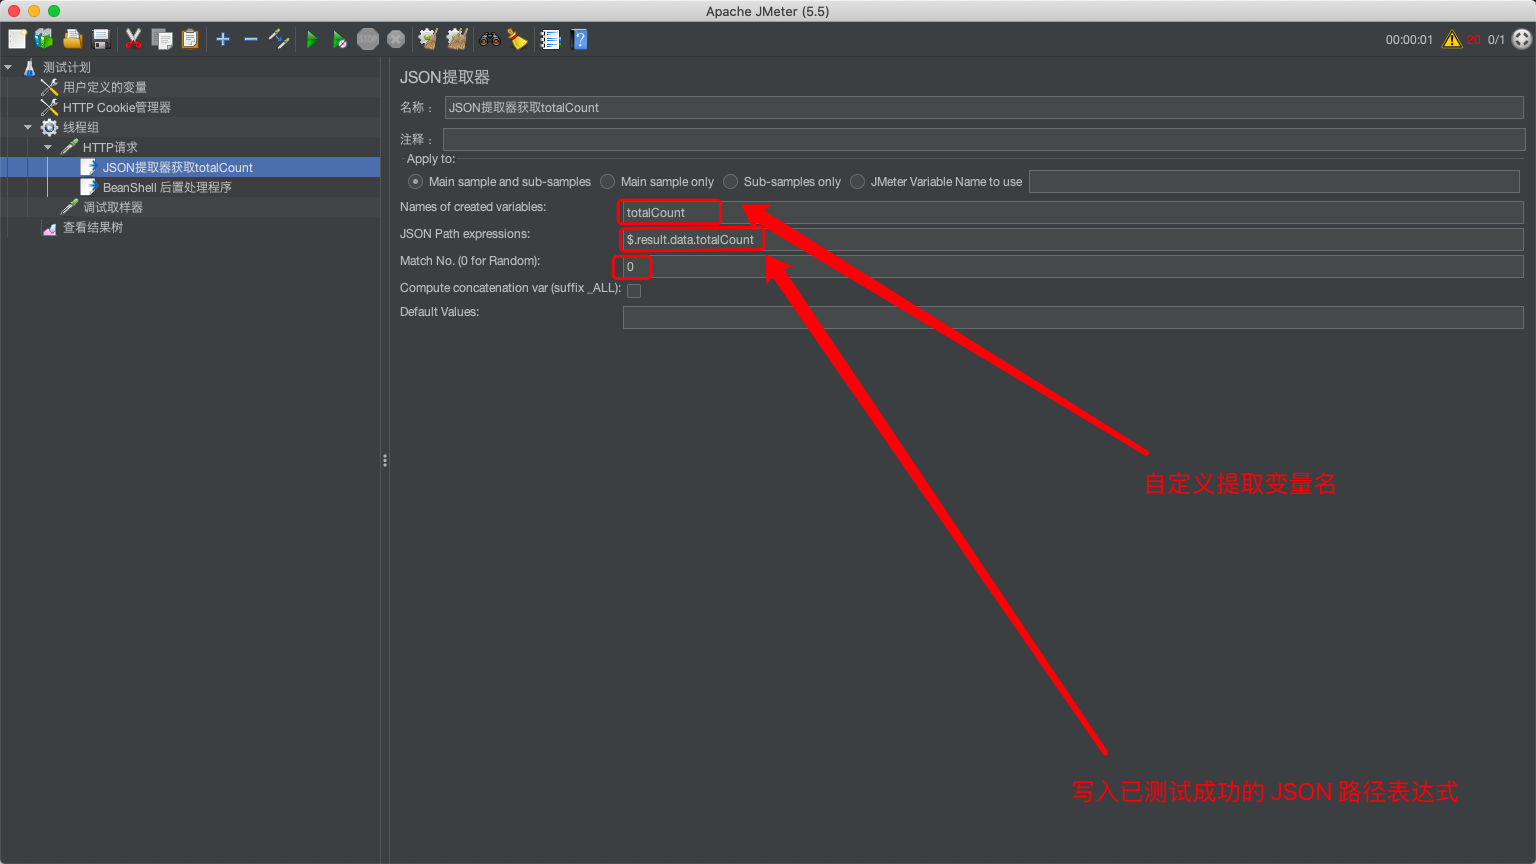 Apache JMeter (5.5)
STOP
00:00:01 20 0/1
测试计划
用户定义的变量
HTTP Cookie管理器
线程组
HTTP请求
JSON提取器获取totalCount
BeanShell 后置处理程序
调试取样器
查看结果树
JSON提取器
名称： JSON提取器获取totalCount
注释：
Apply to:
Main sample and sub-samples Main sample only Sub-samples only JMeter Variable Name to use
Names of created variables: totalCount
JSON Path expressions: $.result.data.totalCount
Match No. (0 for Random): 0
Compute concatenation var (suffix _ALL):
Default Values:
自定义提取变量名
写入已测试成功的 JSON 路径表达式